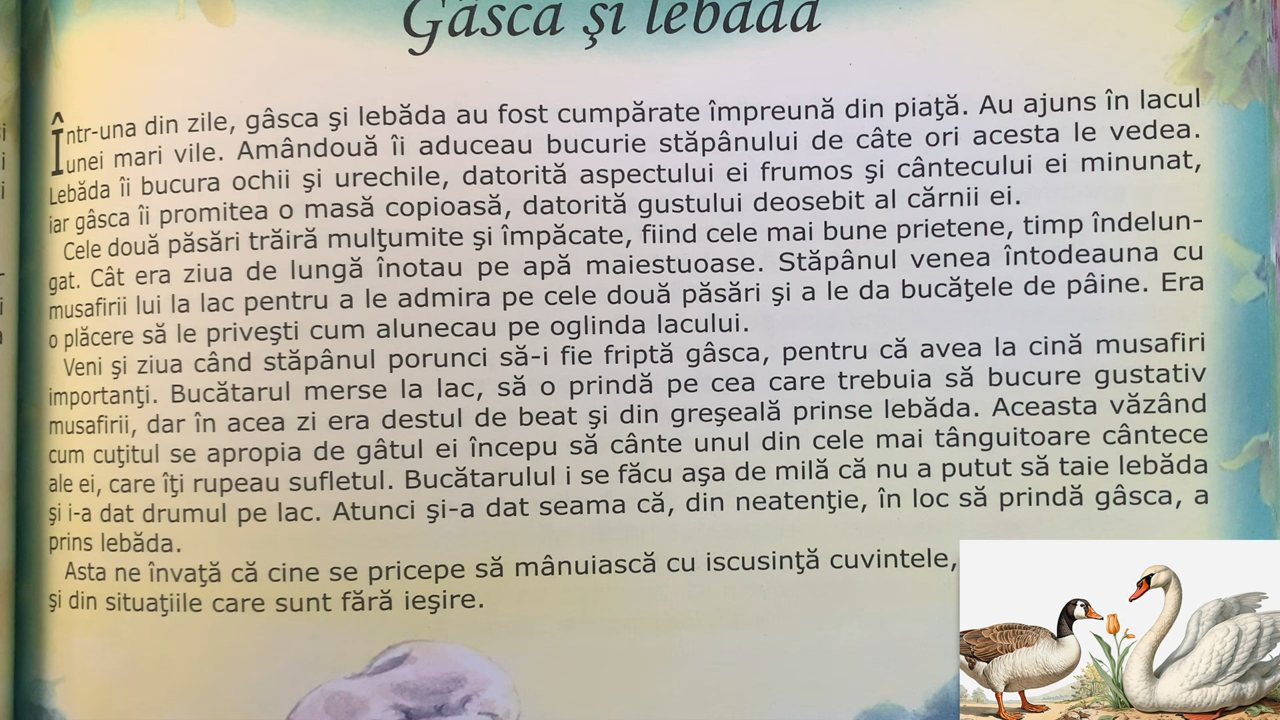 Gâsca şi lebăda
Într-una din zile, gâsca şi lebăda au fost cumpărate împreună din piaţă. Au ajuns în lacul
unei mari vile. Amândouă îi aduceau bucurie stăpânului de câte ori acesta le vedea.
Lebăda îi bucura ochii şi urechile, datorită aspectului ei frumos şi cântecului ei minunat,
iar gâsca îi promitea o masă copioasă, datorită gustului deosebit al cărnii ei.
Cele două păsări trăiră mulţumite şi împăcate, fiind cele mai bune prietene, timp îndelun-
gat. Cât era ziua de lungă înotau pe apă maiestuoase. Stăpânul venea întodeauna cu
musafirii lui la lac pentru a le admira pe cele două păsări şi a le da bucăţele de pâine. Era
o plăcere să le priveşti cum alunecau pe oglinda lacului.
Veni şi ziua când stăpânul porunci să-i fie friptă gâsca, pentru că avea la cină musafiri
importanţi. Bucătarul merse la lac, să o prindă pe cea care trebuia să bucure gustativ
musafirii, dar în acea zi era destul de beat şi din greşeală prinse lebăda. Aceasta văzând
cum cuţitul se apropia de gâtul ei începu să cânte unul din cele mai tânguitoare cântece
ale ei, care îţi rupeau sufletul. Bucătarulul i se făcu aşa de milă că nu a putut să taie lebăda
şi i-a dat drumul pe lac. Atunci şi-a dat seama că, din neatenţie, în loc să prindă gâsca, a
prins lebăda.
Asta ne învaţă că cine se pricepe să mânuiască cu iscusinţă cuvintele,
şi din situaţiile care sunt fără ieşire.